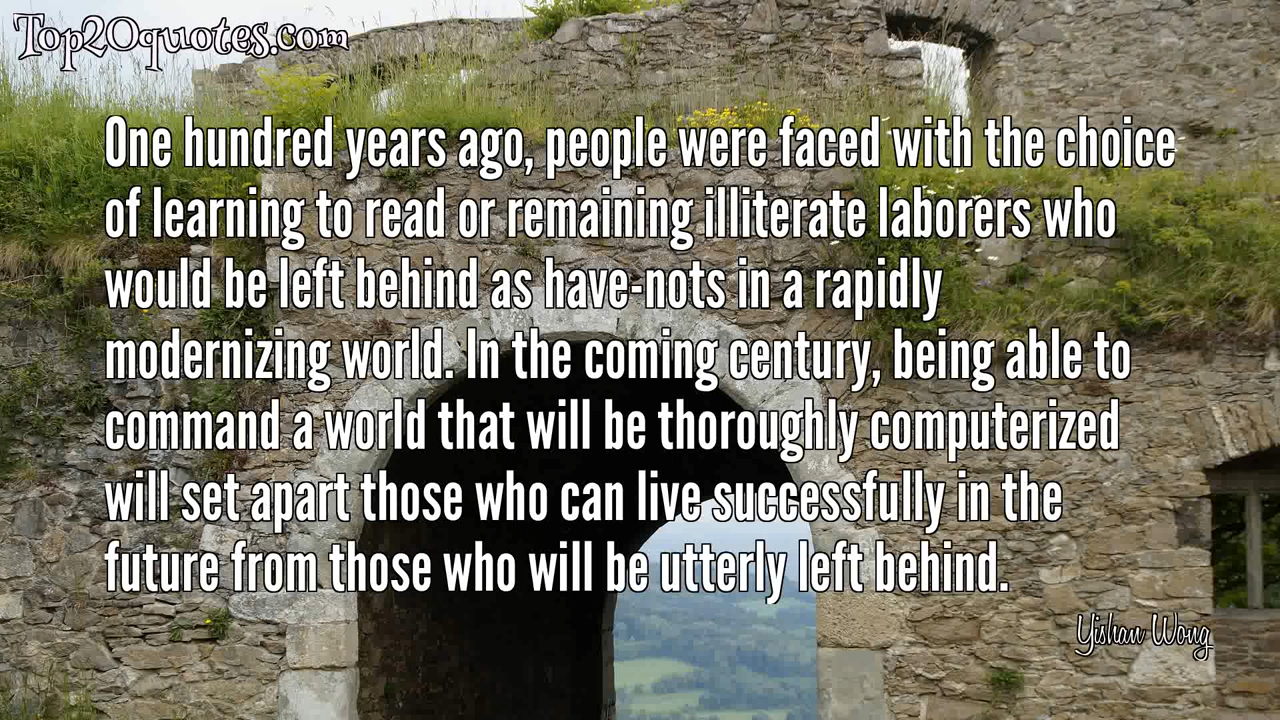 Top20quotes.com
One hundred years ago, people were faced with the choice
of learning to read or remaining illiterate laborers who
would be left behind as have-nots in a rapidly
modernizing world. In the coming century, being able to
command a world that will be thoroughly computerized
will set apart those who can live successfully in the
future from those who will be utterly left behind.
Yishan Wong